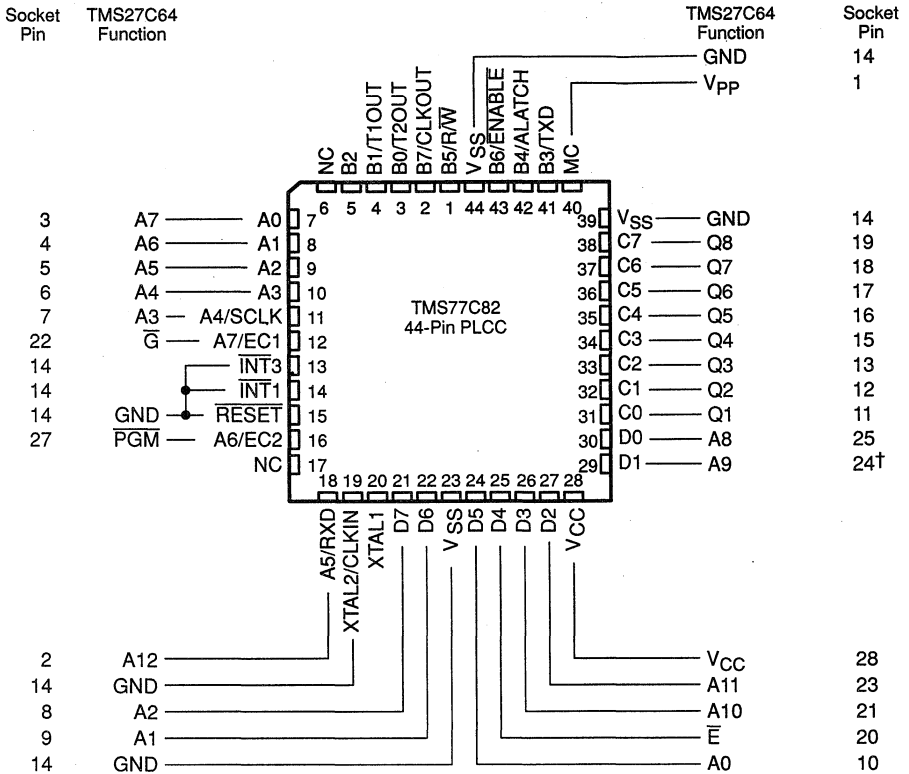 Socket Pin
TMS27C64 Function
TMS27C64 Function
Socket Pin
GND 14
VPP 1
NC
B2
B1/T1OUT
B0/T2OUT
B7/CLKOUT
B5/R/W̅
VSS
B6/E̅N̅A̅B̅L̅E̅
B4/ALATCH
B3/TXD
MC
6 5 4 3 2 1 44 43 42 41 40
3 A7 A0 7
4 A6 A1 8
5 A5 A2 9
6 A4 A3 10
7 A3 A4/SCLK 11
22 G̅ A7/EC1 12
14 I̅N̅T̅3 13
14 I̅N̅T̅1 14
14 GND R̅E̅S̅E̅T̅ 15
27 P̅G̅M̅ A6/EC2 16
NC 17
TMS77C82
44-Pin PLCC
39 VSS GND 14
38 C7 Q8 19
37 C6 Q7 18
36 C5 Q6 17
35 C4 Q5 16
34 C3 Q4 15
33 C2 Q3 13
32 C1 Q2 12
31 C0 Q1 11
30 D0 A8 25
29 D1 A9 24†
18 19 20 21 22 23 24 25 26 27 28
A5/RXD
XTAL2/CLKIN
XTAL1
D7
D6
VSS
D5
D4
D3
D2
VCC
2 A12
14 GND
8 A2
9 A1
14 GND
VCC 28
A11 23
A10 21
E̅ 20
A0 10